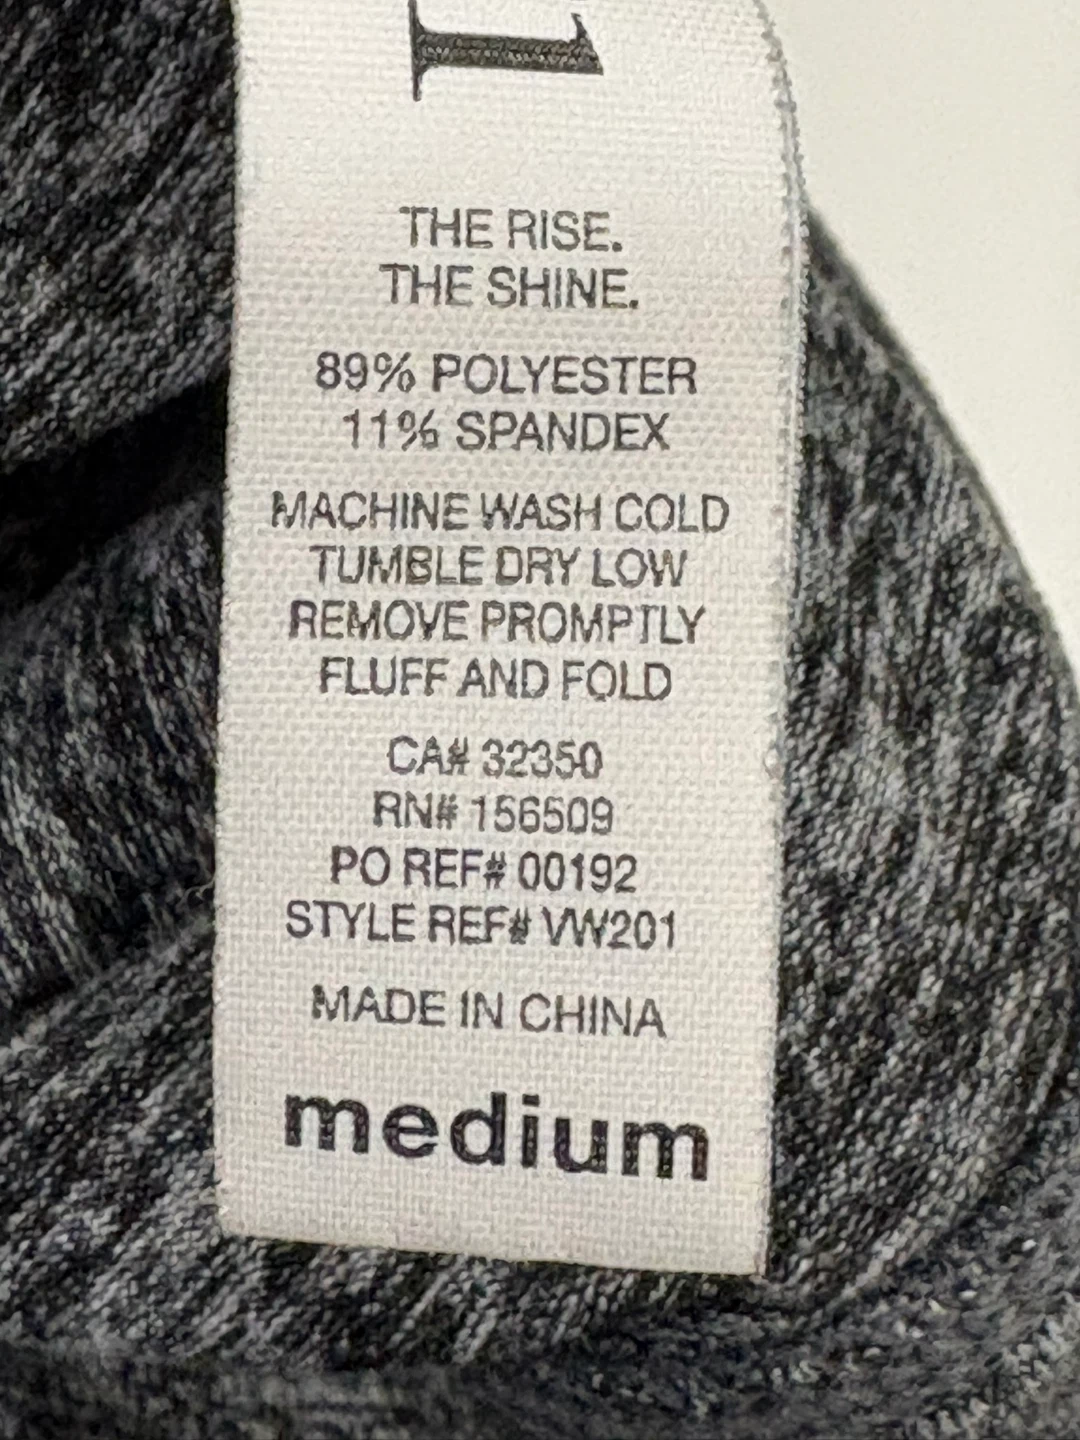 THE RISE.
THE SHINE.
89% POLYESTER
11% SPANDEX
MACHINE WASH COLD
TUMBLE DRY LOW
REMOVE PROMPTLY
FLUFF AND FOLD
CA# 32350
RN# 156509
PO REF# 00192
STYLE REF# VW201
MADE IN CHINA
medium